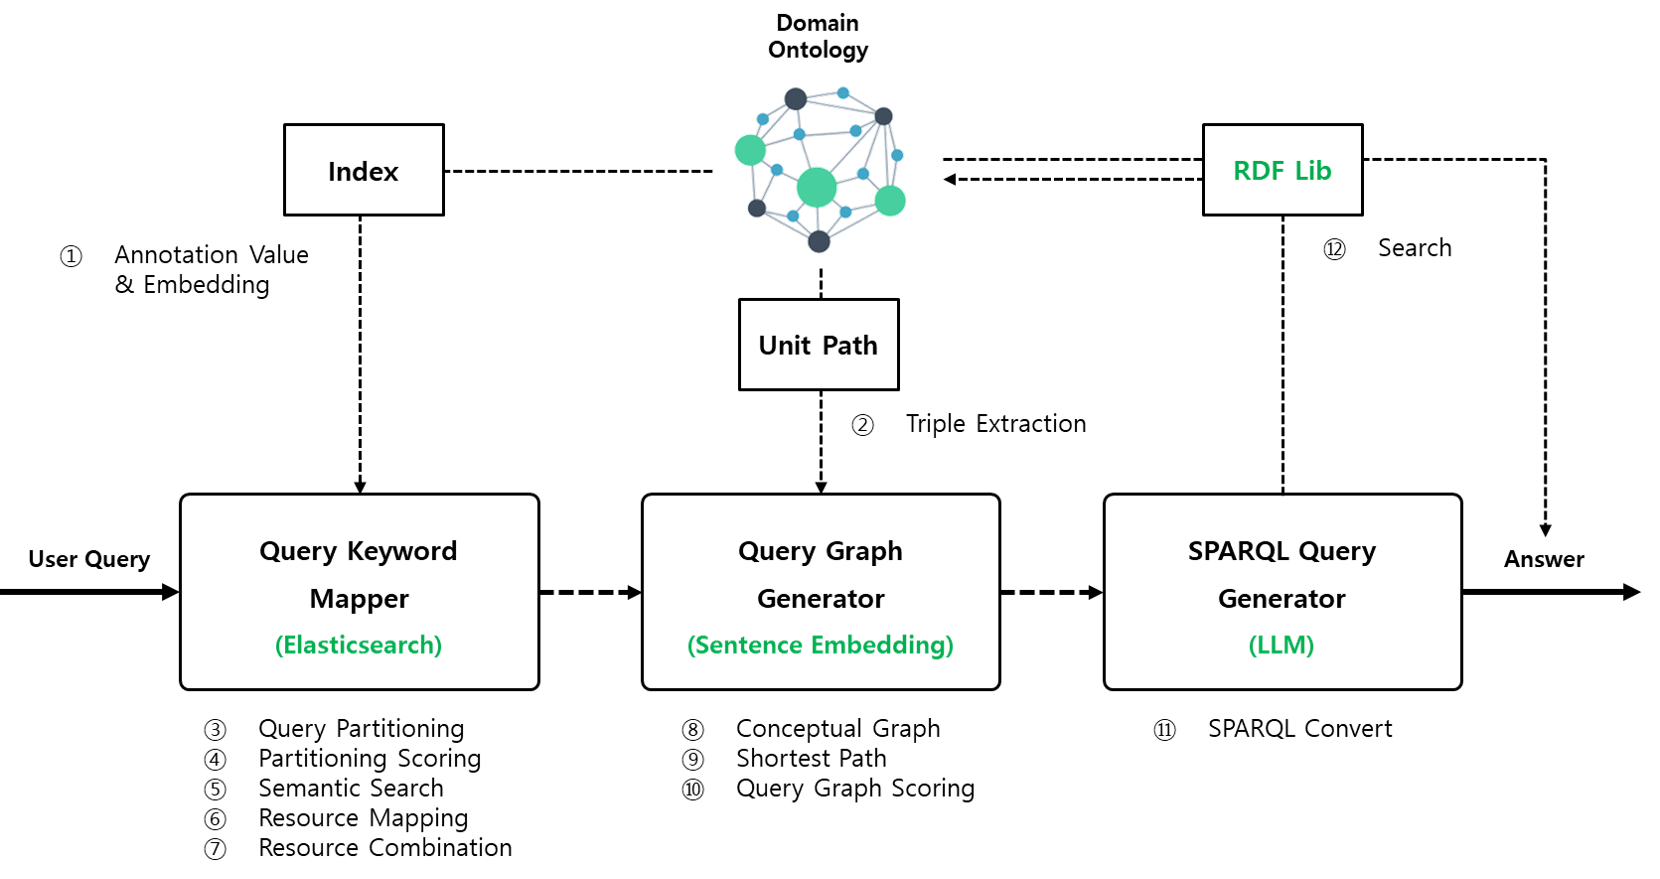 Domain
Ontology
Index
RDF Lib
① Annotation Value
& Embedding
⑫ Search
Unit Path
② Triple Extraction
User Query
Query Keyword
Mapper
(Elasticsearch)
Query Graph
Generator
(Sentence Embedding)
SPARQL Query
Generator
(LLM)
Answer
③ Query Partitioning
④ Partitioning Scoring
⑤ Semantic Search
⑥ Resource Mapping
⑦ Resource Combination
⑧ Conceptual Graph
⑨ Shortest Path
⑩ Query Graph Scoring
⑪ SPARQL Convert